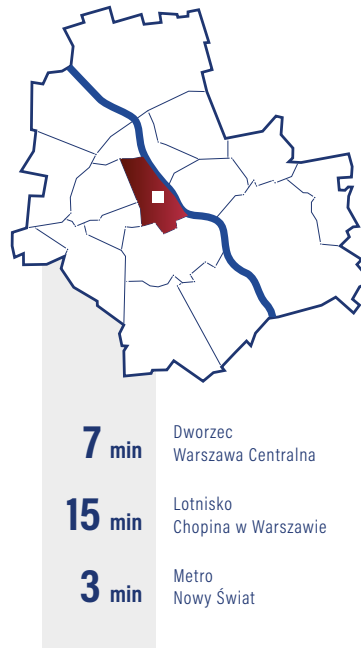 7 min
Dworzec
Warszawa Centralna
15 min
Lotnisko
Chopina w Warszawie
3 min
Metro
Nowy Świat